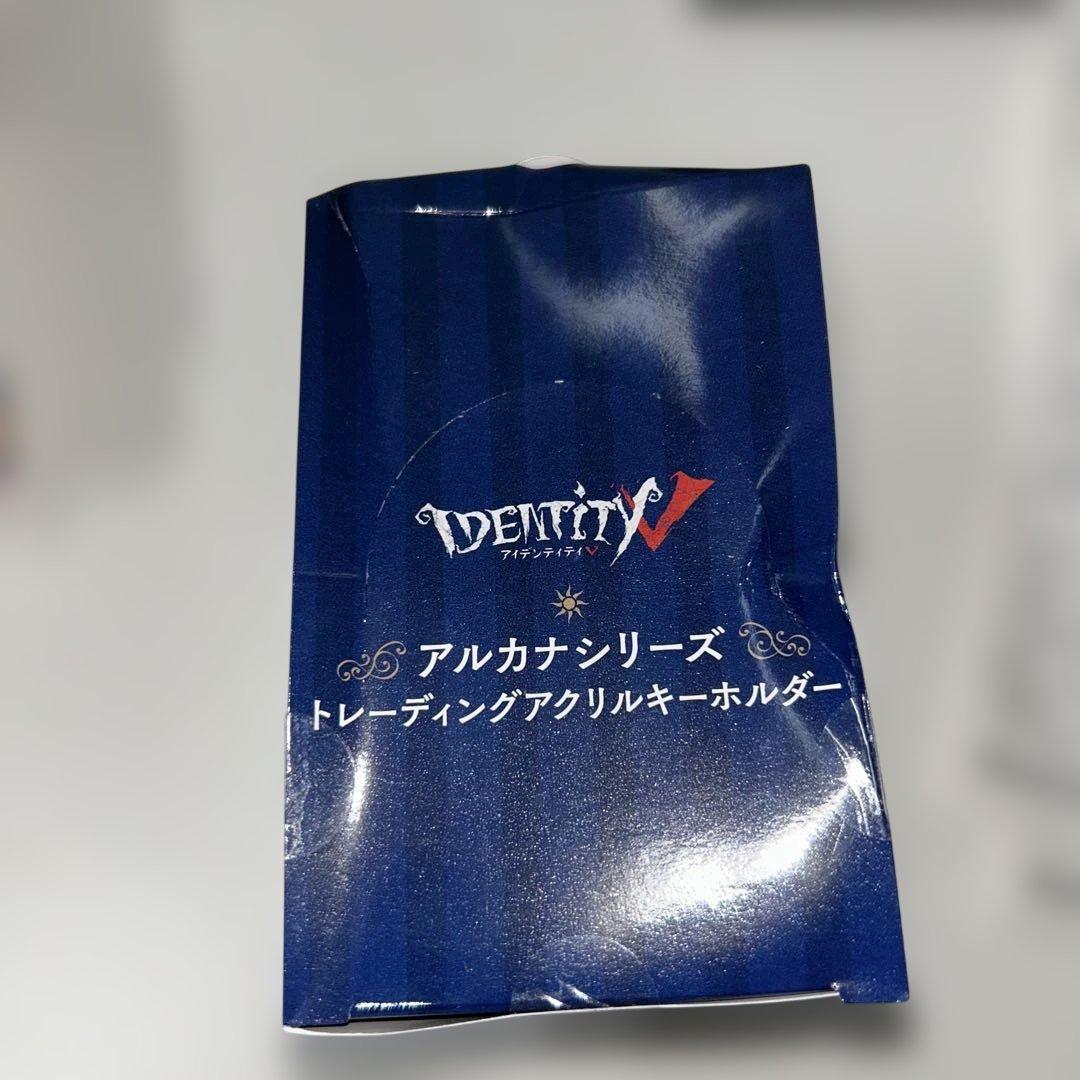 IDENTITY V
アイデンティティV
アルカナシリーズ
トレーディングアクリルキーホルダー